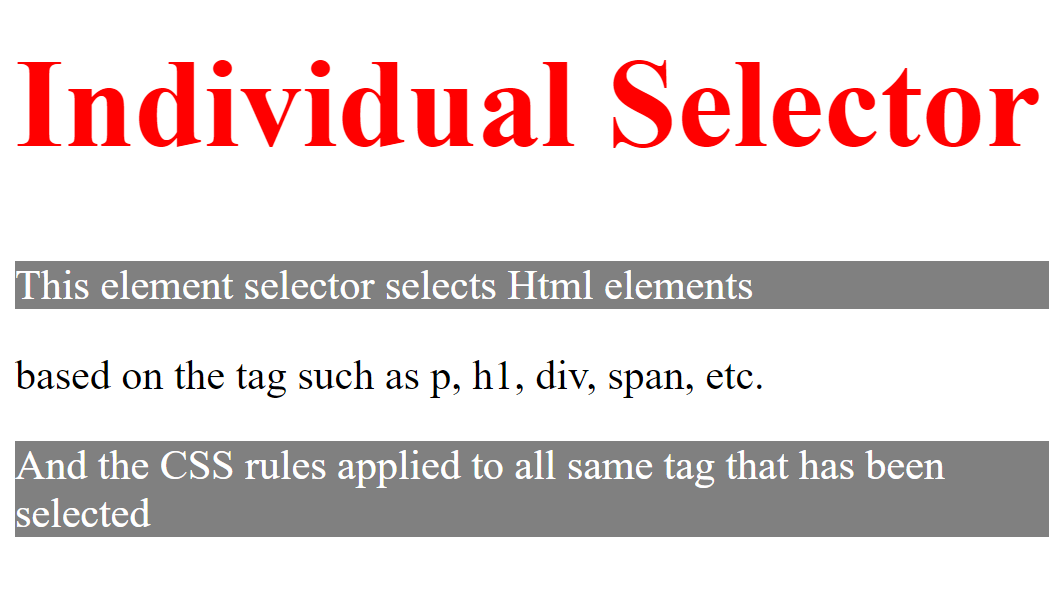 Individual Selector
This element selector selects Html elements
based on the tag such as p, h1, div, span, etc.
And the CSS rules applied to all same tag that has been
selected